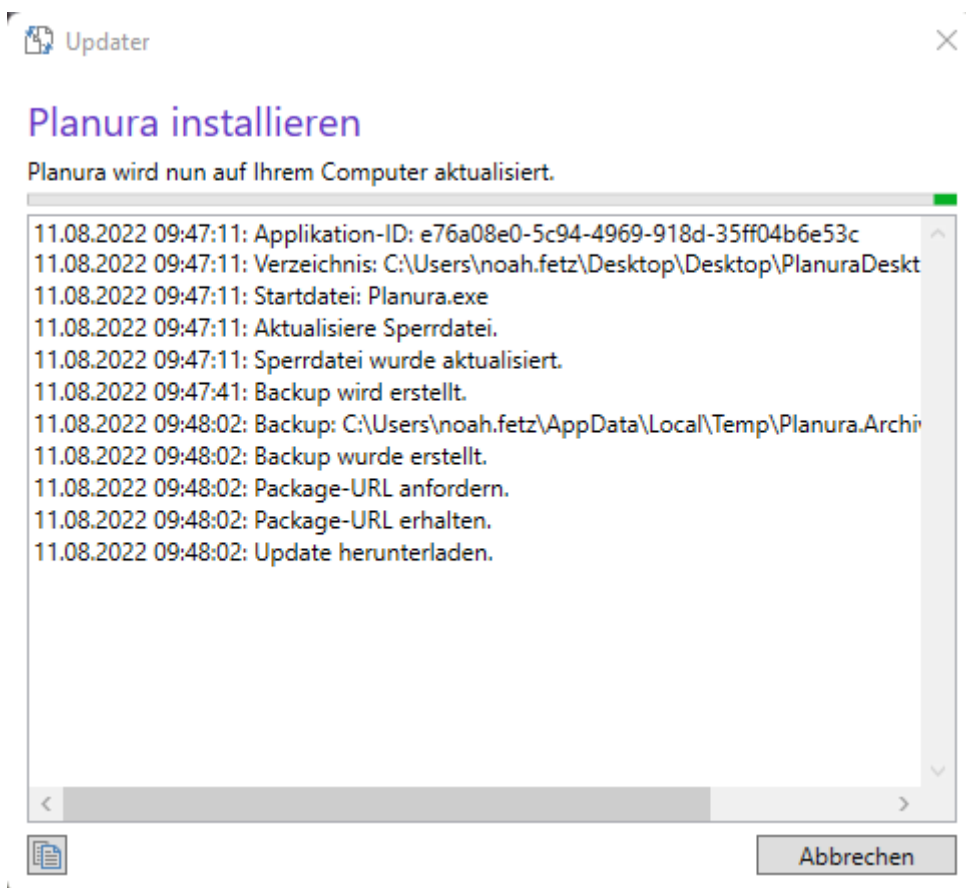 Updater
Planura installieren
Planura wird nun auf Ihrem Computer aktualisiert.
11.08.2022 09:47:11: Applikation-ID: e76a08e0-5c94-4969-918d-35ff04b6e53c
11.08.2022 09:47:11: Verzeichnis: C:\Users\noah.fetz\Desktop\Desktop\PlanuraDeskt
11.08.2022 09:47:11: Startdatei: Planura.exe
11.08.2022 09:47:11: Aktualisiere Sperrdatei.
11.08.2022 09:47:11: Sperrdatei wurde aktualisiert.
11.08.2022 09:47:41: Backup wird erstellt.
11.08.2022 09:48:02: Backup: C:\Users\noah.fetz\AppData\Local\Temp\Planura.Archi
11.08.2022 09:48:02: Backup wurde erstellt.
11.08.2022 09:48:02: Package-URL anfordern.
11.08.2022 09:48:02: Package-URL erhalten.
11.08.2022 09:48:02: Update herunterladen.
Abbrechen